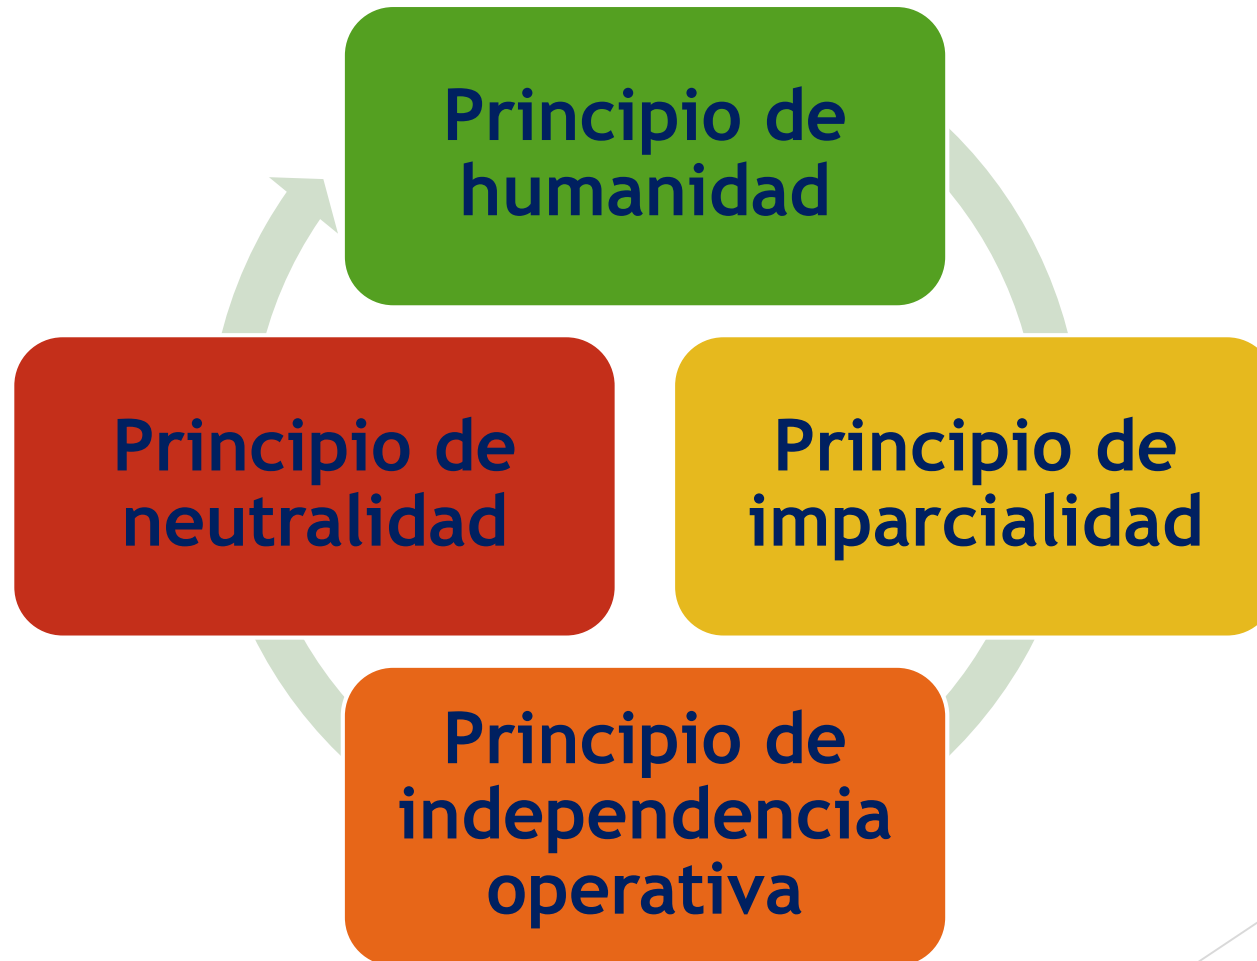 Principio de
humanidad
Principio de
neutralidad
Principio de
imparcialidad
Principio de
independencia
operativa